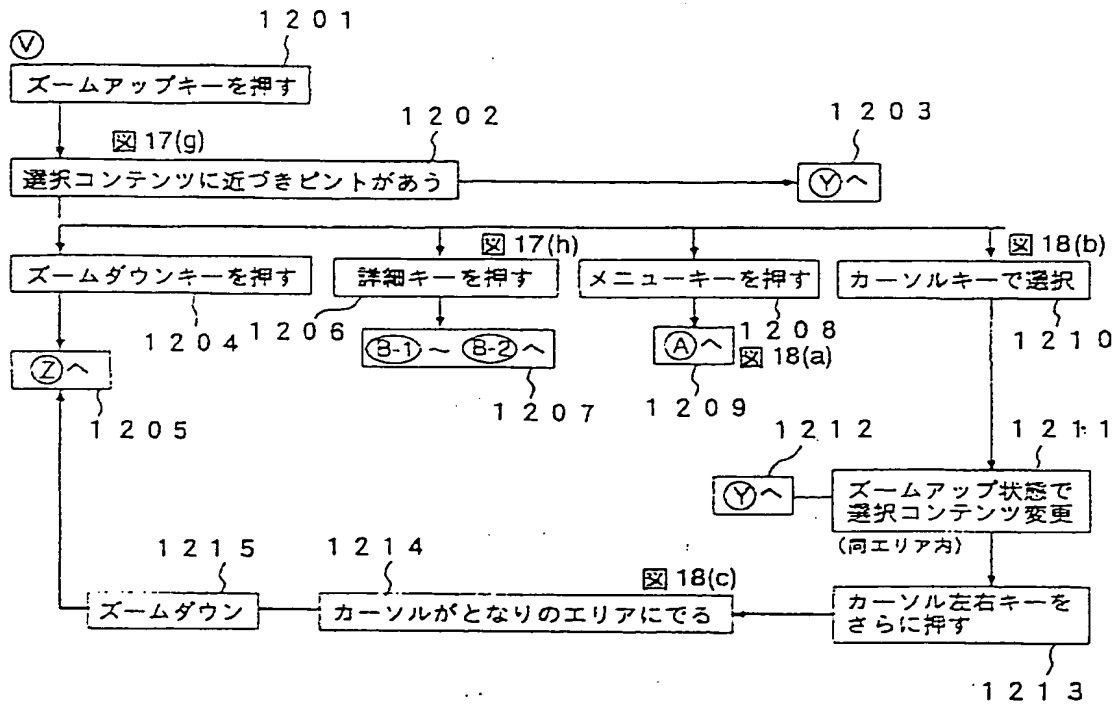 1201
Ⓥ
ズームアップキーを押す
1202
1203
図17(g)
選択コンテンツに近づきピントがあう
Ⓨへ
図17(h)
図18(b)
ズームダウンキーを押す
詳細キーを押す
メニューキーを押す
カーソルキーで選択
1204
1206
1208
1210
Ⓩへ
B-1 ～ B-2へ
Ⓐへ
図18(a)
1205
1207
1209
1212
1211
Ⓨへ
ズームアップ状態で
選択コンテンツ変更
(同エリア内)
1215
1214
図18(c)
ズームダウン
カーソルがとなりのエリアにでる
カーソル左右キーを
さらに押す
1213